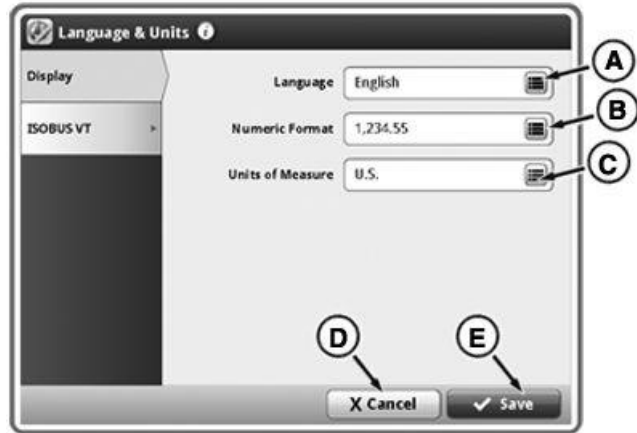 Language & Units i
Display
Language English A
ISOBUS VT
Numeric Format 1,234.55 B
Units of Measure U.S. C
D E
X Cancel ✓ Save